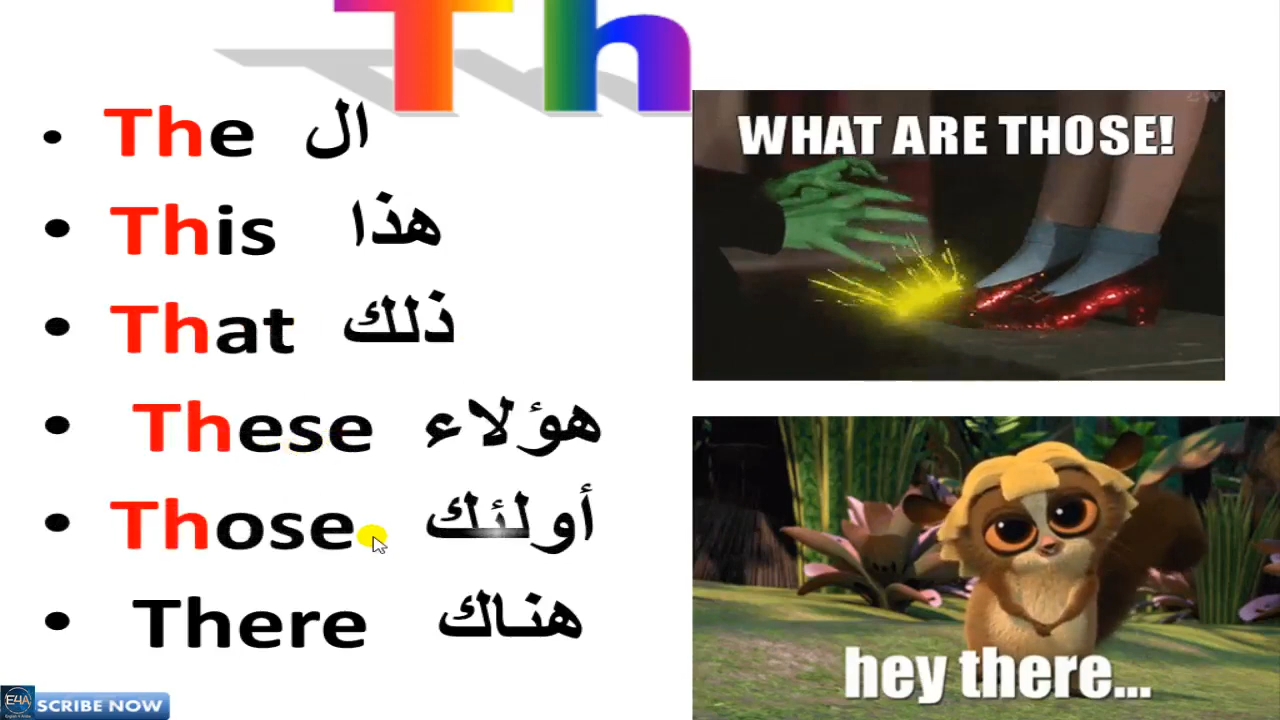 Th
• The ال
• This هذا
• That ذلك
• These هؤلاء
• Those أولئك
• There هناك
WHAT ARE THOSE!
hey there...
E4A
SCRIBE NOW